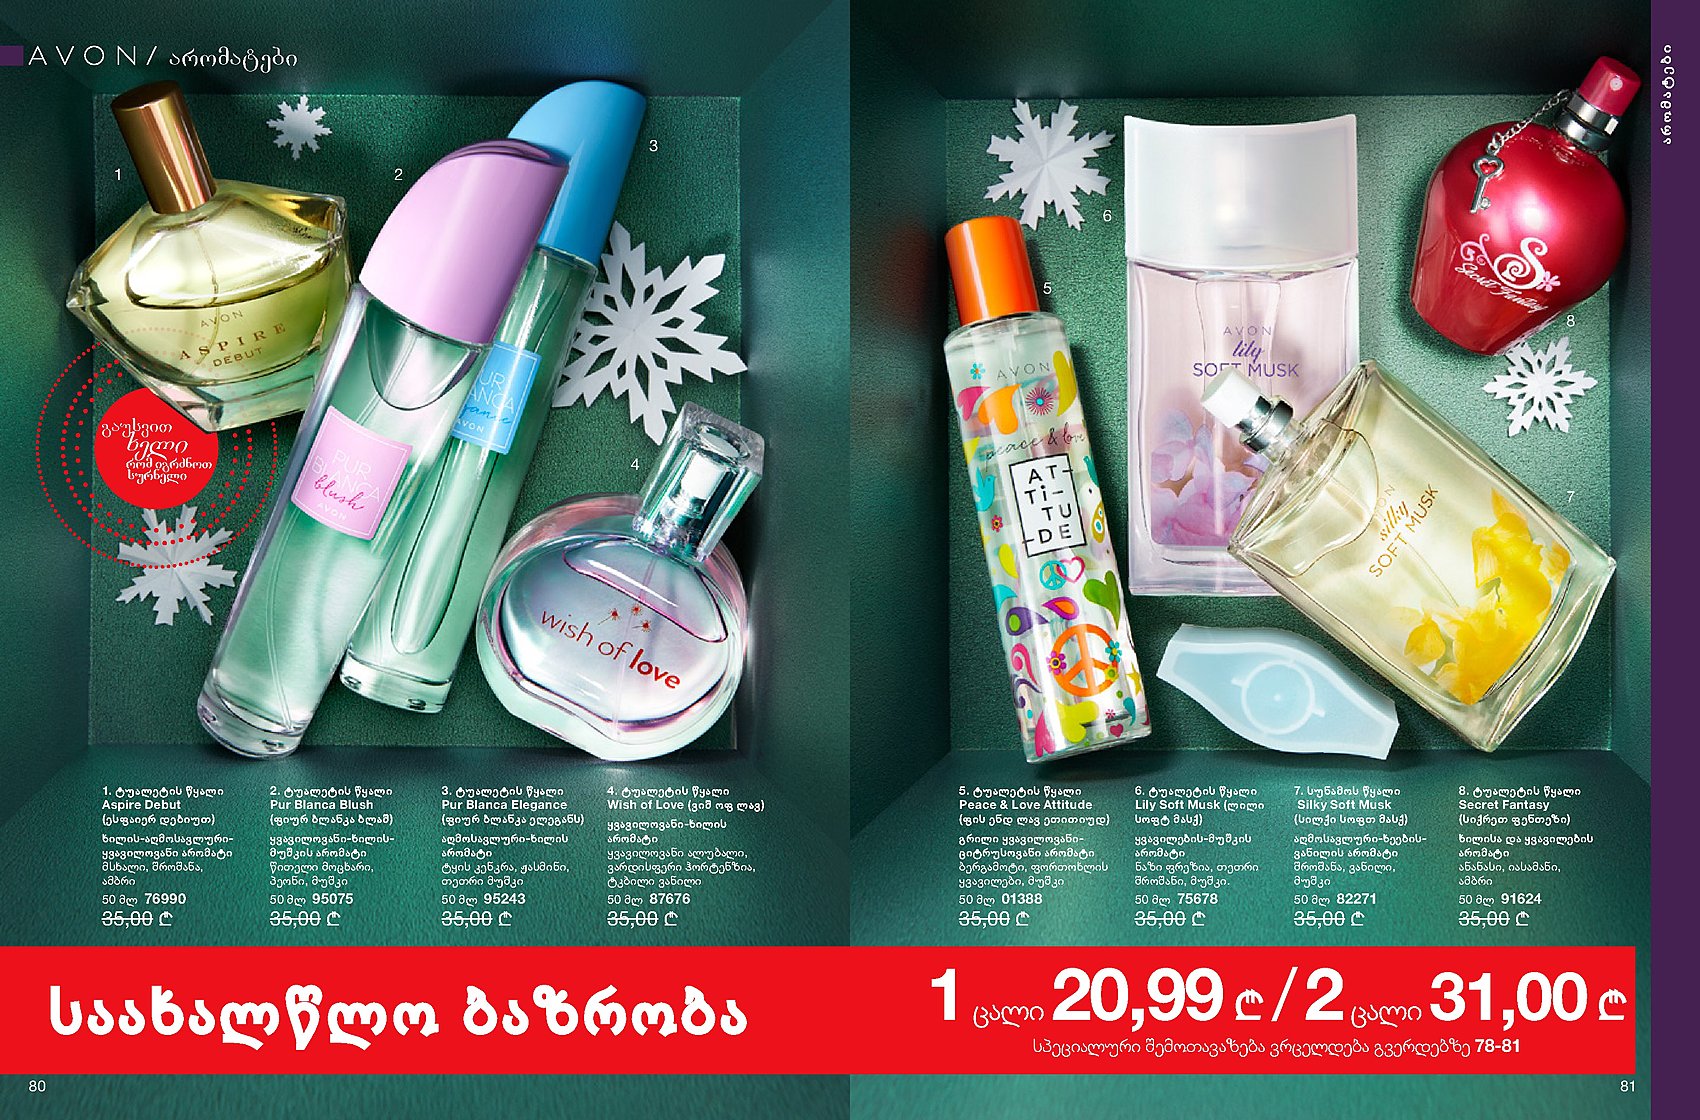 AVON/ არომატები
არომატები
1
2
3
4
5
6
7
8
AVON
ASPIRE
DEBUT
PUR
BLANCA
blush
AVON
AVON
wish of love
AVON
peace & love
AT-
TI-
-TU
-DE
AVON
lily
SOFT MUSK
AVON
silky
SOFT MUSK
Secret Fantasy
გაუსვით
ხელი
რომ იგრძნოთ
სურნელი
1. ტუალეტის წყალი
Aspire Debut
(ესფაიერ დებიუთ)
ხილის-აღმოსავლური-
ყვავილოვანი არომატი
მსხალი, შროშანა,
ამბრი
50 მლ 76990
35,00 ₾
2. ტუალეტის წყალი
Pur Blanca Blush
(ფიურ ბლანკა ბლაშ)
ყვავილოვანი-ხილის-
მუშკის არომატი
წითელი მოცხარი,
პეონი, მუშკი
50 მლ 95075
35,00 ₾
3. ტუალეტის წყალი
Pur Blanca Elegance
(ფიურ ბლანკა ელეგანს)
აღმოსავლური-ხილის
არომატი
ტყის კენკრა, ჟასმინი,
თეთრი მუშკი
50 მლ 95243
35,00 ₾
4. ტუალეტის წყალი
Wish of Love (ვიშ ოფ ლავ)
ყვავილოვანი-ხილის
არომატი
ყვავილოვანი ალუბალი,
ვარდისფერი ჰორტენზია,
ტკბილი ვანილი
50 მლ 87676
35,00 ₾
5. ტუალეტის წყალი
Peace & Love Attitude
(ფის ენდ ლავ ეთითიუდ)
გრილი ყვავილოვანი-
ციტრუსოვანი არომატი
ბერგამოტი, ფორთოხლის
ყვავილები, მუშკი
50 მლ 01388
35,00 ₾
6. ტუალეტის წყალი
Lily Soft Musk (ლილი
სოფტ მასქ)
ყვავილების-მუშკის
არომატი
ნაზი ფრეზია, თეთრი
შროშანი, მუშკი.
50 მლ 75678
35,00 ₾
7. სუნამოს წყალი
Silky Soft Musk
(სილქი სოფთ მასქ)
აღმოსავლური-ხეების-
ვანილის არომატი
შროშანა, ვანილი,
მუშკი
50 მლ 82271
35,00 ₾
8. ტუალეტის წყალი
Secret Fantasy
(სიქრეთ ფენთეზი)
ხილისა და ყვავილების
არომატი
ანანასი, იასამანი,
ამბრი
50 მლ 91624
35,00 ₾
საახალწლო ბაზრობა
1 ცალი 20,99 ₾ / 2 ცალი 31,00 ₾
სპეციალური შემოთავაზება ვრცელდება გვერდებზე 78-81
80
81